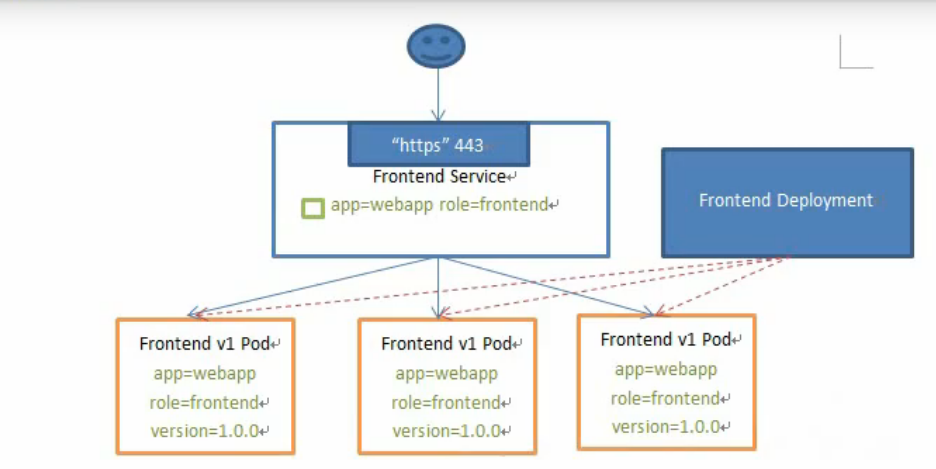 “https” 443
Frontend Service
app=webapp role=frontend
Frontend Deployment
Frontend v1 Pod
app=webapp
role=frontend
version=1.0.0
Frontend v1 Pod
app=webapp
role=frontend
version=1.0.0
Frontend v1 Pod
app=webapp
role=frontend
version=1.0.0